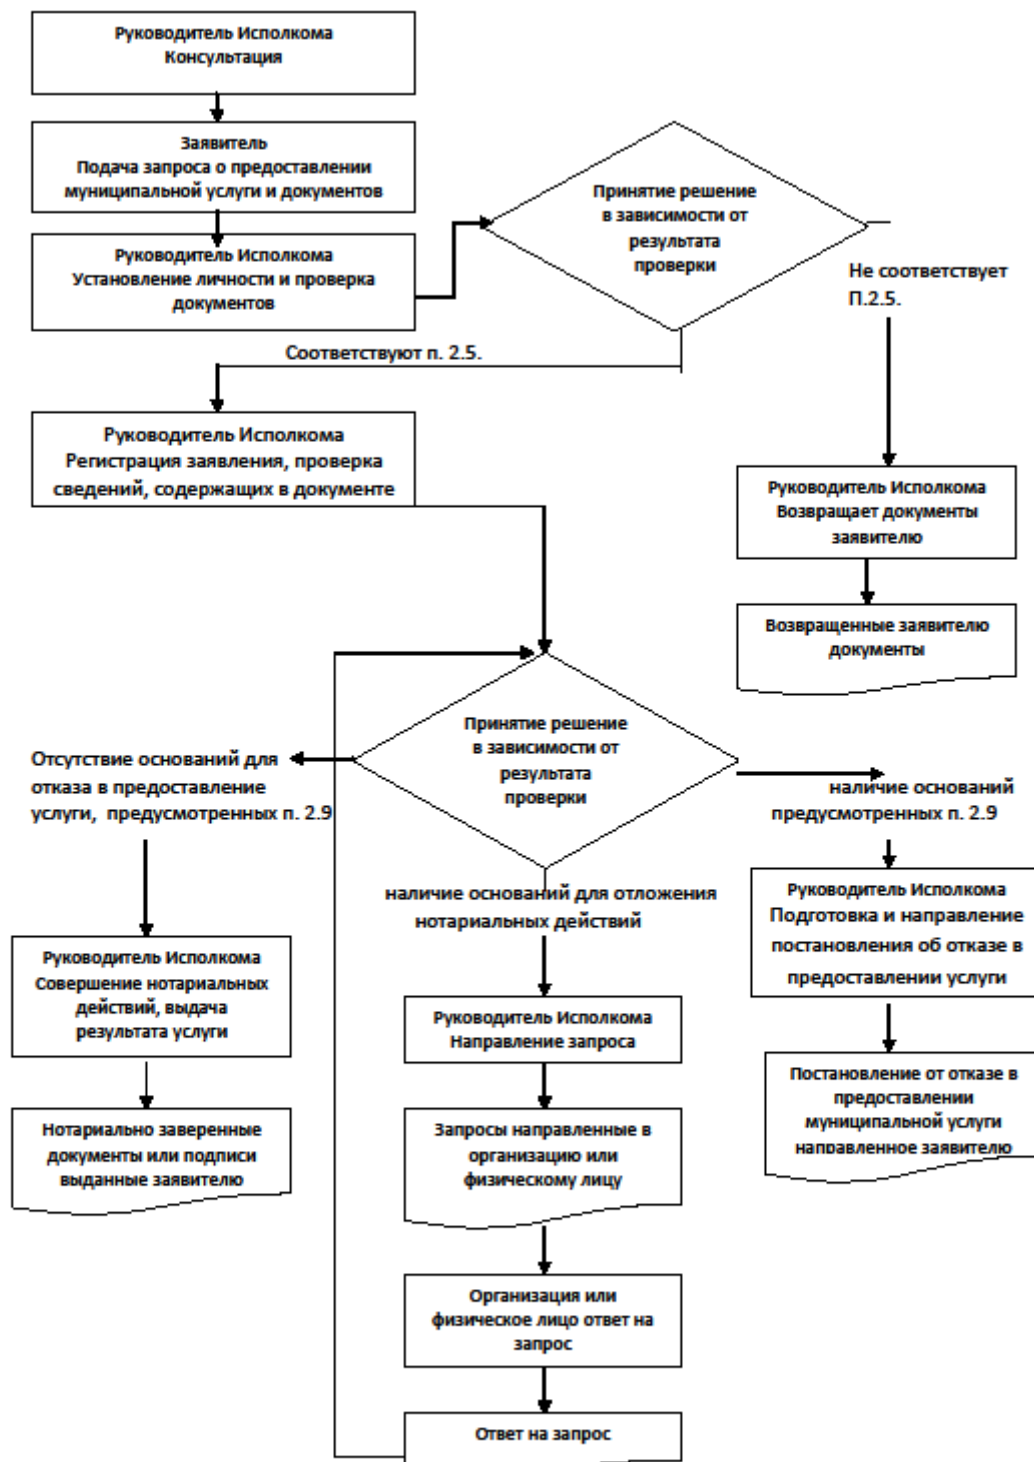 Руководитель Исполкома
Консультация
Заявитель
Подача запроса о предоставлении
муниципальной услуги и документов
Руководитель Исполкома
Установление личности и проверка
документов
Принятие решение
в зависимости от
результата
проверки
Не соответствует
П.2.5.
Соответствуют п. 2.5.
Руководитель Исполкома
Регистрация заявления, проверка
сведений, содержащих в документе
Руководитель Исполкома
Возвращает документы
заявителю
Возвращенные заявителю
документы
Принятие решение
в зависимости от
результата
проверки
Отсутствие оснований для
отказа в предоставление
услуги, предусмотренных п. 2.9
наличие оснований
предусмотренных п. 2.9
наличие оснований для отложения
нотариальных действий
Руководитель Исполкома
Подготовка и направление
постановления об отказе в
предоставлении услуги
Руководитель Исполкома
Совершение нотариальных
действий, выдача
результата услуги
Руководитель Исполкома
Направление запроса
Постановление от отказе в
предоставлении
муниципальной услуги
направленное заявителю
Нотариально заверенные
документы или подписи
выданные заявителю
Запросы направленные в
организацию или
физическому лицу
Организация или
физическое лицо ответ на
запрос
Ответ на запрос